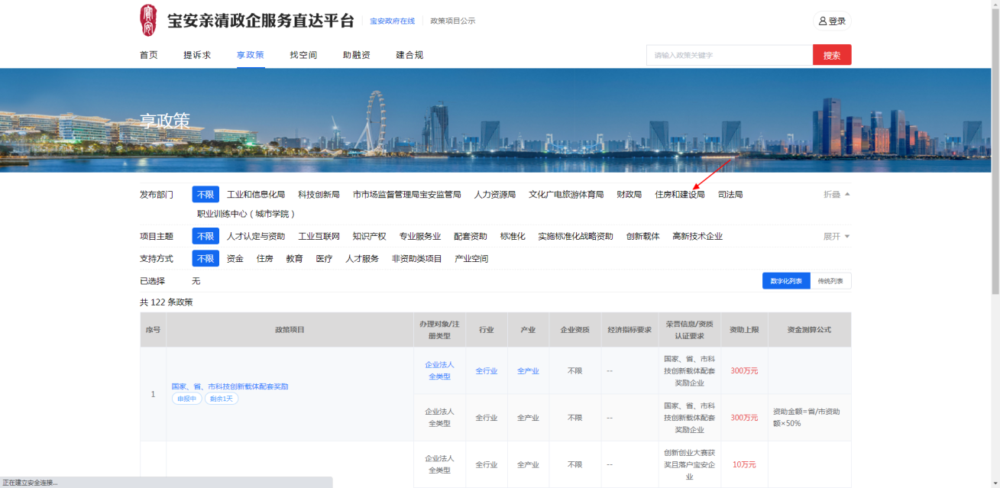 寶安
宝安亲清政企服务直达平台 宝安政府在线 政策项目公示 登录
首页 提诉求 享政策 找空间 助融资 建合规 请输入政策关键字 搜索
享政策
发布部门 不限 工业和信息化局 科技创新局 市市场监督管理局宝安监管局 人力资源局 文化广电旅游体育局 财政局 住房和建设局 司法局 折叠
职业训练中心（城市学院）
项目主题 不限 人才认定与资助 工业互联网 知识产权 专业服务业 配套资助 标准化 实施标准化战略资助 创新载体 高新技术企业 展开
支持方式 不限 资金 住房 教育 医疗 人才服务 非资助类项目 产业空间
已选择 无 数字化列表 传统列表
共 122 条政策
序号 政策项目 办理对象/注册类型 行业 产业 企业资质 经济指标要求 荣誉信息/资质认证要求 资助上限 资金测算公式
1 国家、省、市科技创新载体配套奖励 申报中 剩余1天
企业法人全类型 全行业 全产业 不限 -- 国家、省、市科技创新载体配套奖励企业 300万元
企业法人全类型 全行业 全产业 不限 -- 国家、省、市科技创新载体配套奖励企业 300万元 资助金额=省/市资助额×50%
企业法人全类型 全行业 全产业 不限 -- 创新创业大赛获奖且落户宝安企业 10万元
正在建立安全连接...